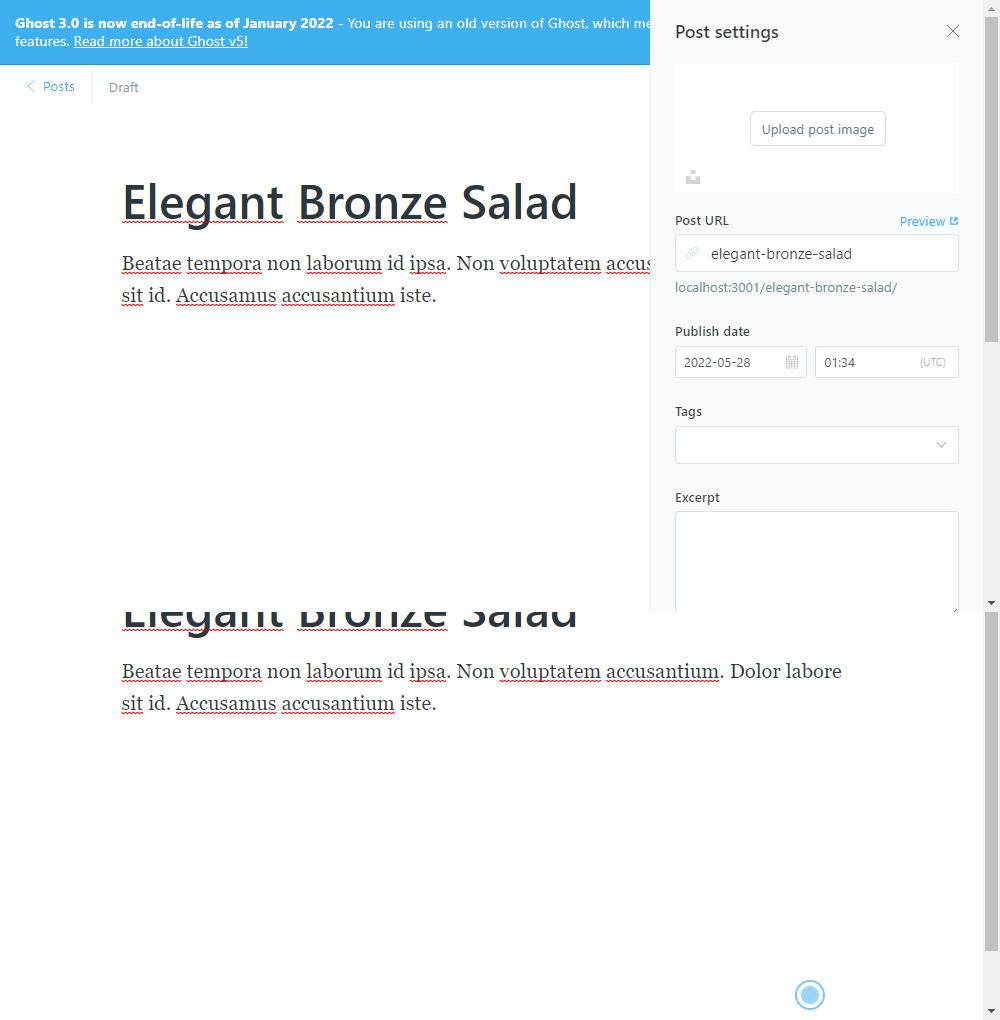 Ghost 3.0 is now end-of-life as of January 2022 - You are using an old version of Ghost, which
features. Read more about Ghost v5!
Posts
Draft
Elegant Bronze Salad
Beatae tempora non laborum id ipsa. Non voluptatem accus
sit id. Accusamus accusantium iste.
Post settings
Upload post image
Post URL
Preview
elegant-bronze-salad
localhost:3001/elegant-bronze-salad/
Publish date
2022-05-28
01:34
(UTC)
Tags
Excerpt
Elegant Bronze Salad
Beatae tempora non laborum id ipsa. Non voluptatem accusantium. Dolor labore
sit id. Accusamus accusantium iste.